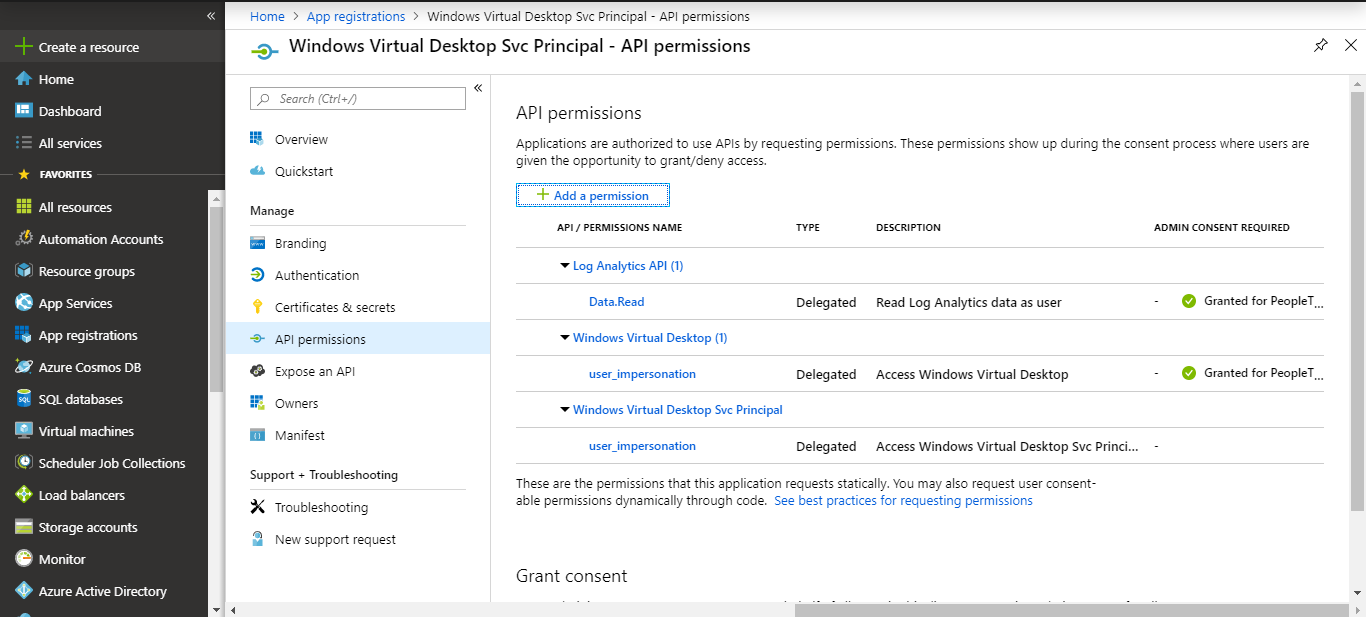 Home > App registrations > Windows Virtual Desktop Svc Principal - API permissions
Windows Virtual Desktop Svc Principal - API permissions
«
Create a resource
Home
Dashboard
All services
FAVORITES
All resources
Automation Accounts
Resource groups
App Services
App registrations
Azure Cosmos DB
SQL databases
Virtual machines
Scheduler Job Collections
Load balancers
Storage accounts
Monitor
Azure Active Directory
Search (Ctrl+/)
«
Overview
Quickstart
Manage
Branding
Authentication
Certificates & secrets
API permissions
Expose an API
Owners
Manifest
Support + Troubleshooting
Troubleshooting
New support request
API permissions
Applications are authorized to use APIs by requesting permissions. These permissions show up during the consent process where users are
given the opportunity to grant/deny access.
+ Add a permission
API / PERMISSIONS NAME TYPE DESCRIPTION ADMIN CONSENT REQUIRED
Log Analytics API (1)
Data.Read Delegated Read Log Analytics data as user - Granted for PeopleT...
Windows Virtual Desktop (1)
user_impersonation Delegated Access Windows Virtual Desktop - Granted for PeopleT...
Windows Virtual Desktop Svc Principal
user_impersonation Delegated Access Windows Virtual Desktop Svc Princi... -
These are the permissions that this application requests statically. You may also request user consent-
able permissions dynamically through code. See best practices for requesting permissions
Grant consent